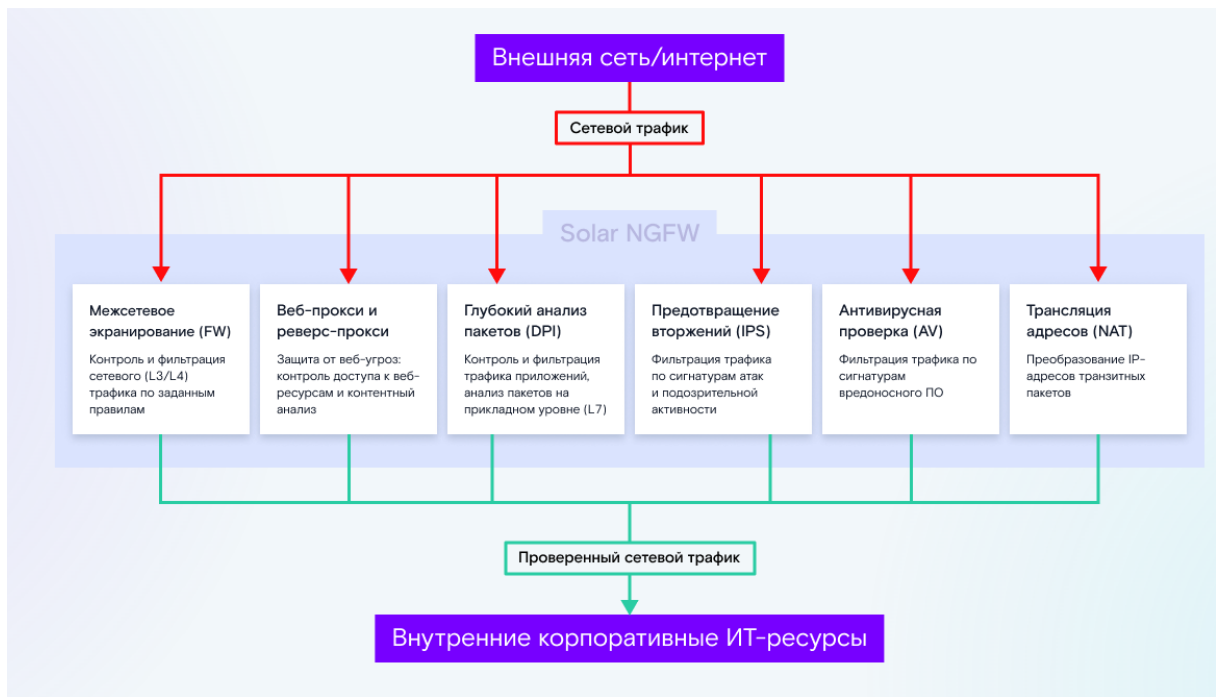 Внешняя сеть/интернет
Сетевой трафик
Solar NGFW
Межсетевое
экранирование (FW)
Контроль и фильтрация
сетевого (L3/L4)
трафика по заданным
правилам
Веб-прокси и
реверс-прокси
Защита от веб-угроз:
контроль доступа к веб-
ресурсам и контентный
анализ
Глубокий анализ
пакетов (DPI)
Контроль и фильтрация
трафика приложений,
анализ пакетов на
прикладном уровне (L7)
Предотвращение
вторжений (IPS)
Фильтрация трафика
по сигнатурам атак
и подозрительной
активности
Антивирусная
проверка (AV)
Фильтрация трафика по
сигнатурам
вредоносного ПО
Трансляция
адресов (NAT)
Преобразование IP-
адресов транзитных
пакетов
Проверенный сетевой трафик
Внутренние корпоративные ИТ-ресурсы